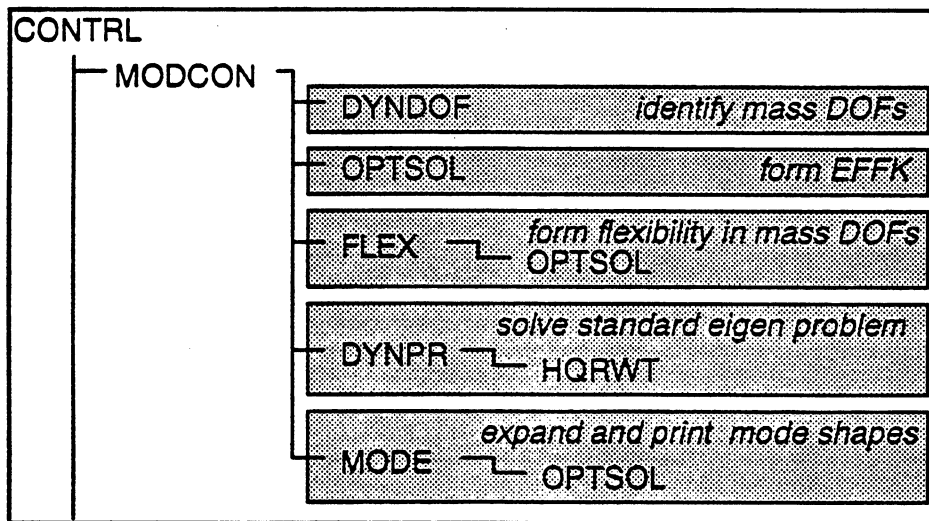 CONTRL
MODCON
DYNDOF identify mass DOFs
OPTSOL form EFFK
form flexibility in mass DOFs
FLEX OPTSOL
solve standard eigen problem
DYNPR HQRWT
expand and print mode shapes
MODE OPTSOL